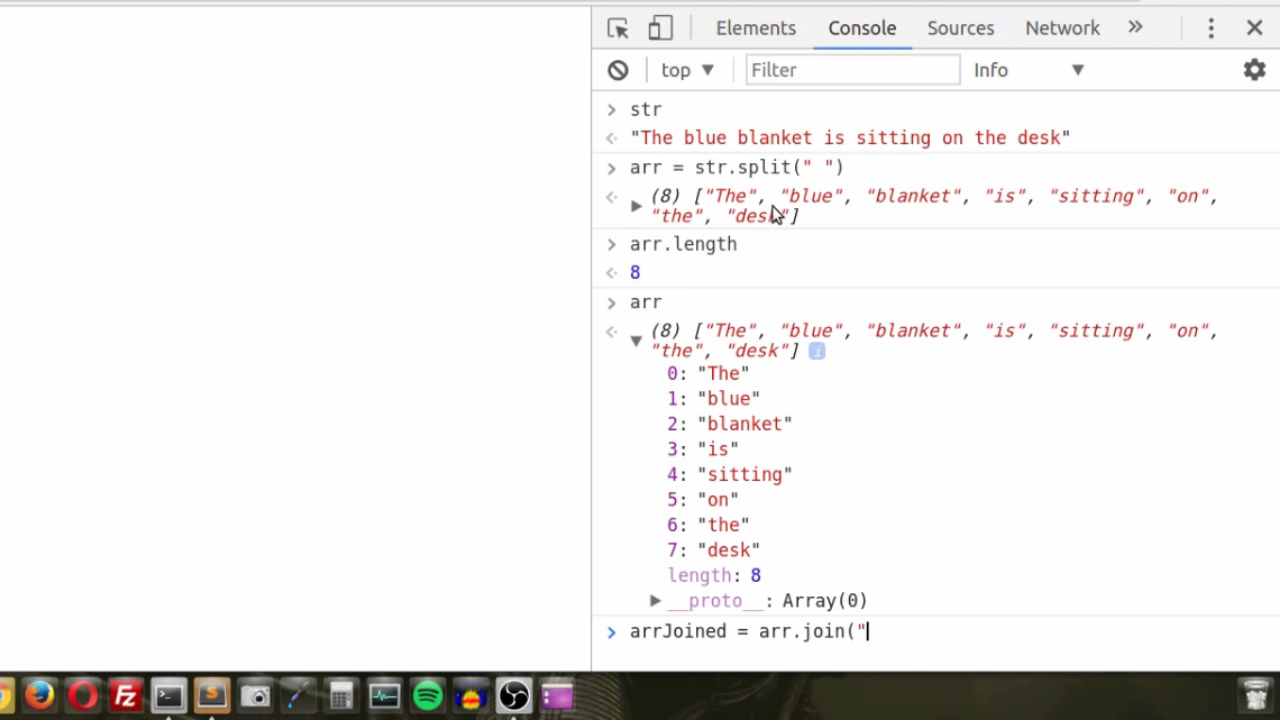 Elements Console Sources Network »
top ▼ Filter Info ▼
> str
"The blue blanket is sitting on the desk"
> arr = str.split(" ")
(8) ["The", "blue", "blanket", "is", "sitting", "on",
"the", "desk"]
> arr.length
8
> arr
(8) ["The", "blue", "blanket", "is", "sitting", "on",
"the", "desk"] i
0: "The"
1: "blue"
2: "blanket"
3: "is"
4: "sitting"
5: "on"
6: "the"
7: "desk"
length: 8
__proto__: Array(0)
> arrJoined = arr.join("
Fz S